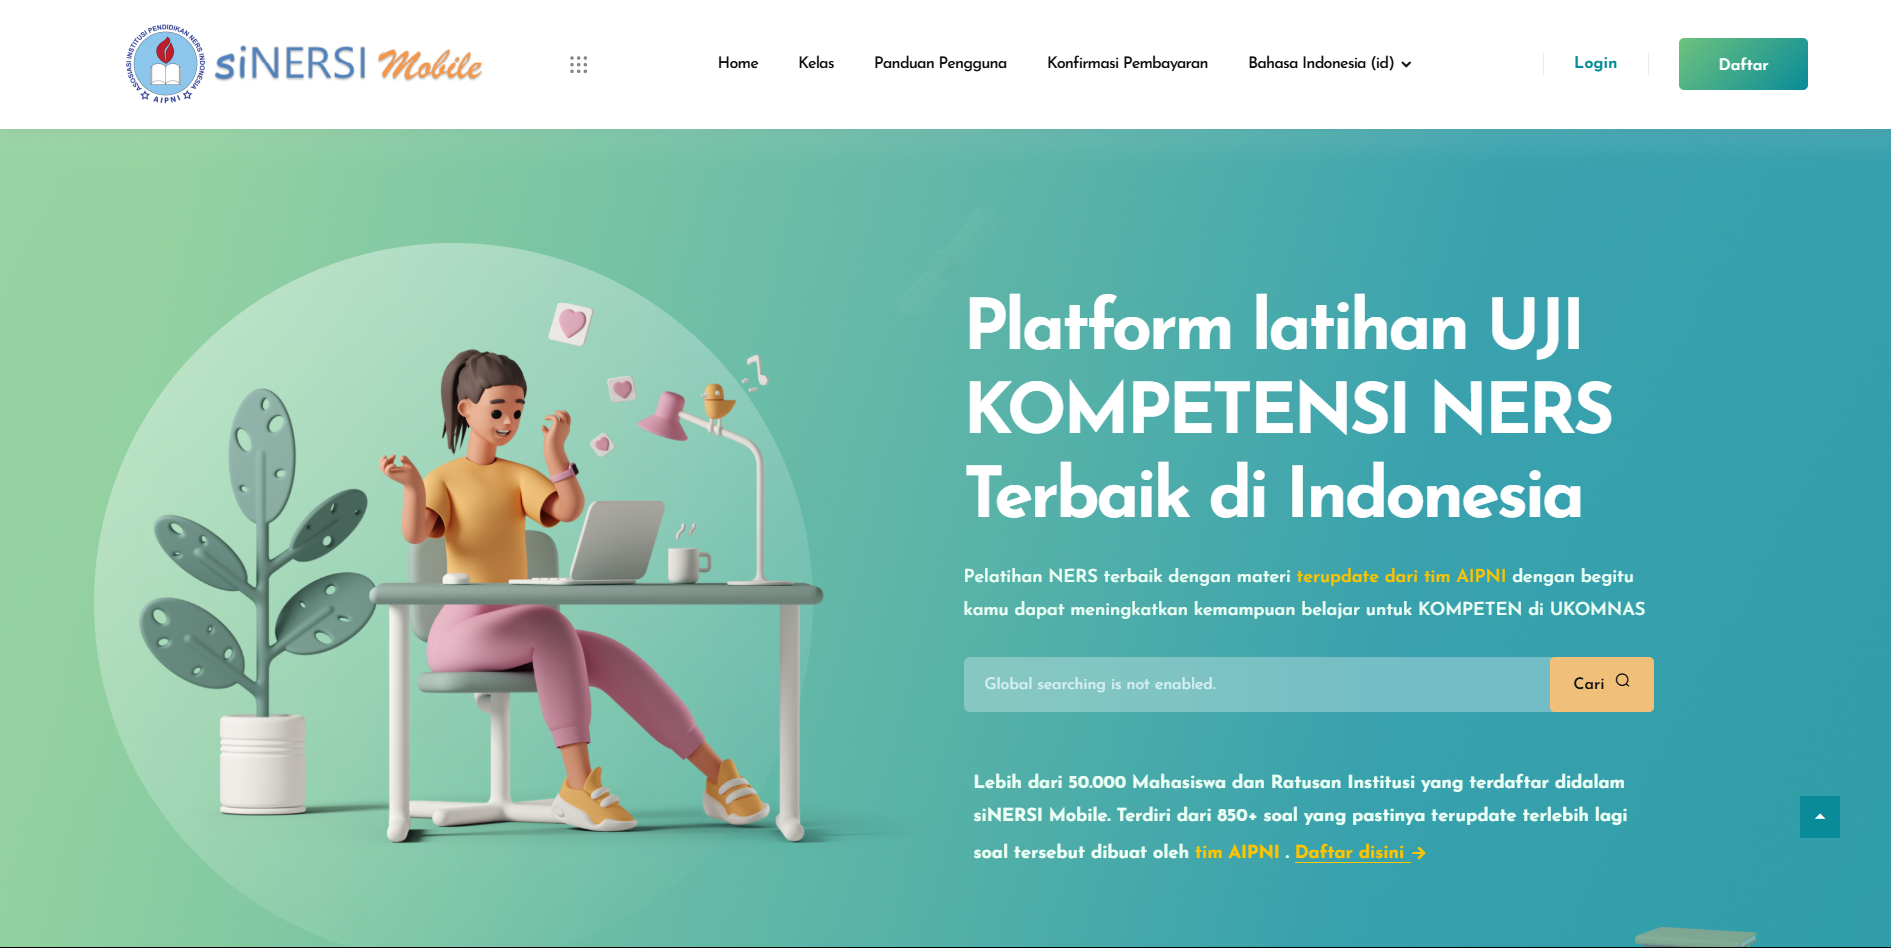 ASOSIASI INSTITUSI PENDIDIKAN NERS INDONESIA
AIPNI
siNERSI Mobile
Home
Kelas
Panduan Pengguna
Konfirmasi Pembayaran
Bahasa Indonesia (id)
Login
Daftar
Platform latihan UJI
KOMPETENSI NERS
Terbaik di Indonesia
Pelatihan NERS terbaik dengan materi terupdate dari tim AIPNI dengan begitu
kamu dapat meningkatkan kemampuan belajar untuk KOMPETEN di UKOMNAS
Global searching is not enabled.
Cari
Lebih dari 50.000 Mahasiswa dan Ratusan Institusi yang terdaftar didalam
siNERSI Mobile. Terdiri dari 850+ soal yang pastinya terupdate terlebih lagi
soal tersebut dibuat oleh tim AIPNI . Daftar disini →